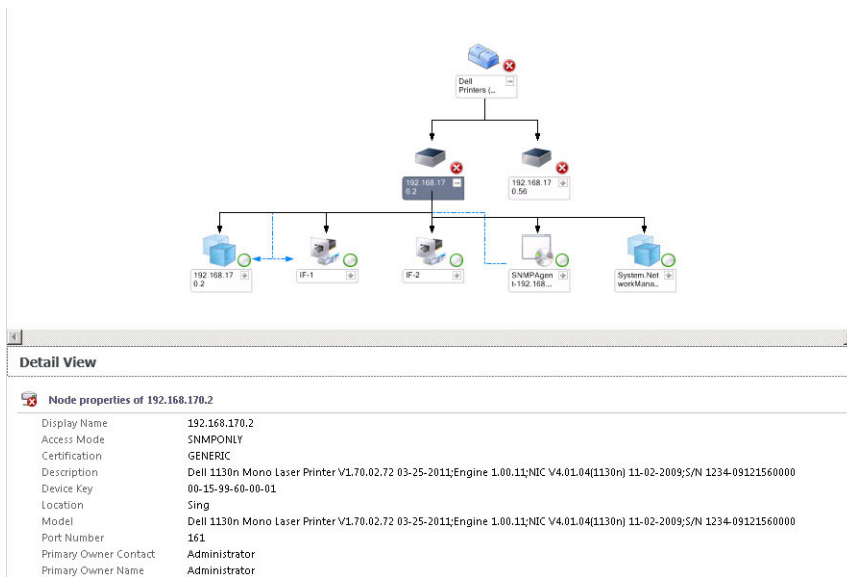 Dell
Printers (...
192.168.17
0.2
192.168.17
0.56
192.168.17
0.2
IF-1
IF-2
SNMPAgen
t-192.168...
System.Net
workMana...
Detail View
Node properties of 192.168.170.2
Display Name 192.168.170.2
Access Mode SNMPONLY
Certification GENERIC
Description Dell 1130n Mono Laser Printer V1.70.02.72 03-25-2011;Engine 1.00.11;NIC V4.01.04(1130n) 11-02-2009;S/N 1234-09121560000
Device Key 00-15-99-60-00-01
Location Sing
Model Dell 1130n Mono Laser Printer V1.70.02.72 03-25-2011;Engine 1.00.11;NIC V4.01.04(1130n) 11-02-2009;S/N 1234-09121560000
Port Number 161
Primary Owner Contact Administrator
Primary Owner Name Administrator